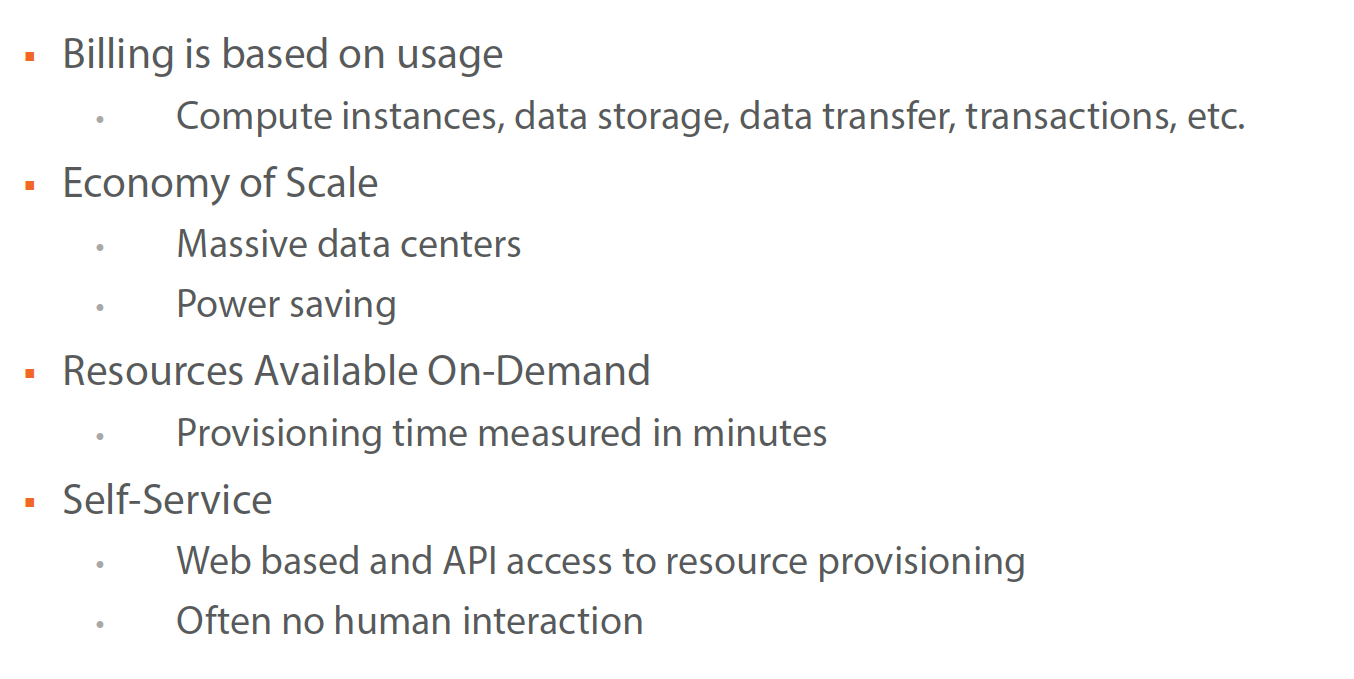 ▪ Billing is based on usage
• Compute instances, data storage, data transfer, transactions, etc.
▪ Economy of Scale
• Massive data centers
• Power saving
▪ Resources Available On-Demand
• Provisioning time measured in minutes
▪ Self-Service
• Web based and API access to resource provisioning
• Often no human interaction